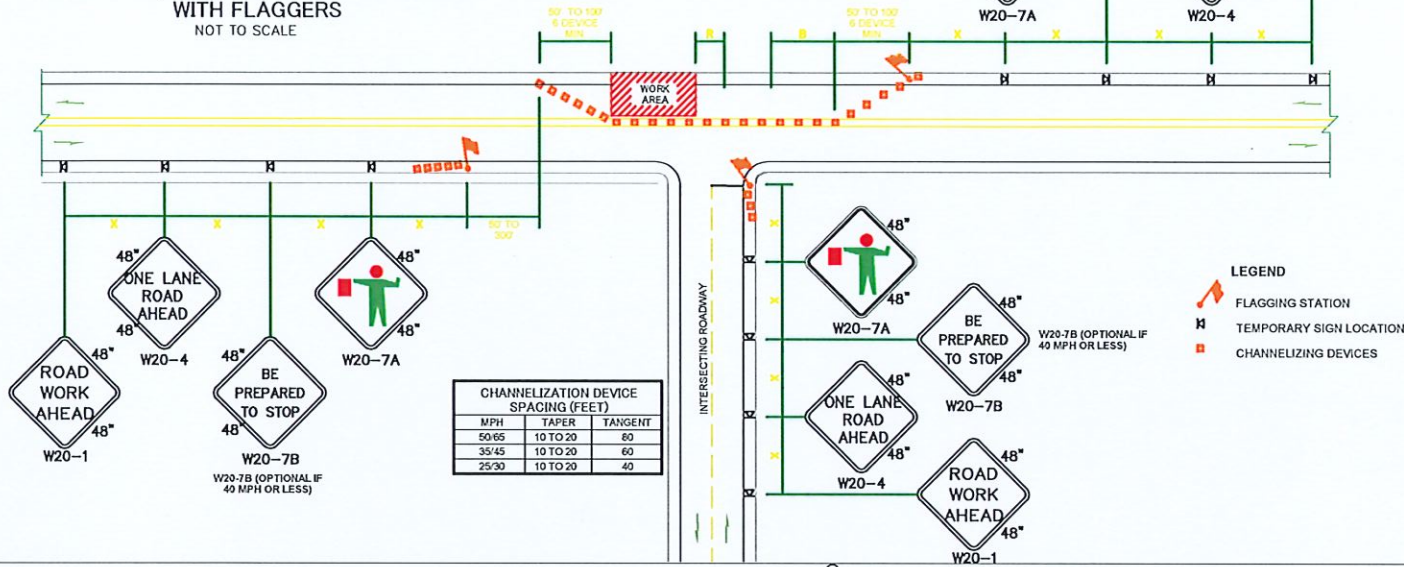 WITH FLAGGERS
NOT TO SCALE
W20-7A
W20-4
50' TO 100'
6 DEVICE
MIN
R
B
50' TO 100'
6 DEVICE
MIN
X
X
X
X
WORK
AREA
X
X
X
X
50' TO
48"
ONE LANE
ROAD
AHEAD
48"
W20-4
48"
48"
W20-7A
48"
ROAD
WORK
AHEAD
48"
W20-1
48"
BE
PREPARED
TO STOP
48"
W20-7B
W20-7B (OPTIONAL IF
40 MPH OR LESS)
CHANNELIZATION DEVICE
SPACING (FEET)
MPH TAPER TANGENT
50/65 10 TO 20 80
35/45 10 TO 20 60
25/30 10 TO 20 40
INTERSECTING ROADWAY
X
X
X
X
48"
48"
W20-7A
48"
BE
PREPARED
TO STOP
48"
W20-7B
W20-7B (OPTIONAL IF
40 MPH OR LESS)
48"
ONE LANE
ROAD
AHEAD
48"
W20-4
48"
ROAD
WORK
AHEAD
48"
W20-1
LEGEND
FLAGGING STATION
TEMPORARY SIGN LOCATION
CHANNELIZING DEVICES